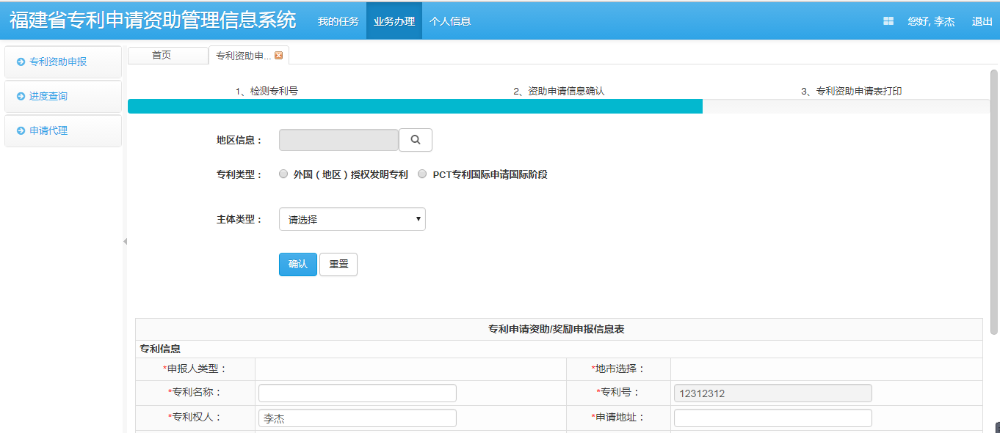 福建省专利申请资助管理信息系统 我的任务 业务办理 个人信息 您好, 李杰 退出
专利资助申报
进度查询
申请代理
首页 专利资助申...
1、检测专利号 2、资助申请信息确认 3、专利资助申请表打印
地区信息：
专利类型： 外国（地区）授权发明专利 PCT专利国际申请国际阶段
主体类型： 请选择
确认 重置
专利申请资助/奖励申报信息表
专利信息
*申报人类型： *地市选择：
*专利名称： *专利号： 12312312
*专利权人： 李杰 *申请地址：